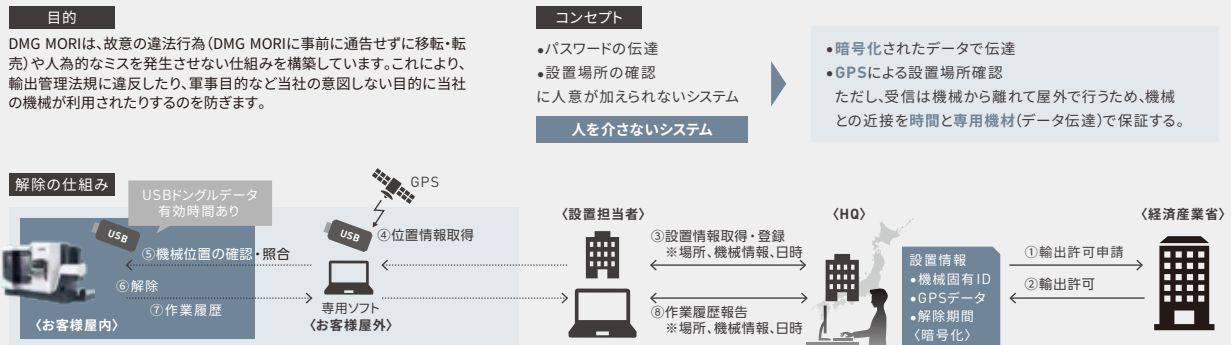 目的
DMG MORIは、故意の違法行為（DMG MORIに事前に通告せずに移転・転
売）や人為的なミスを発生させない仕組みを構築しています。これにより、
輸出管理法規に違反したり、軍事目的など当社の意図しない目的に当社
の機械が利用されたりするのを防ぎます。
コンセプト
•パスワードの伝達
•設置場所の確認
に人意が加えられないシステム
人を介さないシステム
•暗号化されたデータで伝達
•GPSによる設置場所確認
ただし、受信は機械から離れて屋外で行うため、機械
との近接を時間と専用機材(データ伝達)で保証する。
解除の仕組み
USBドングルデータ
有効時間あり
USB
⑤機械位置の確認・照合
⑥解除
⑦作業履歴
〈お客様屋内〉
GPS
USB
④位置情報取得
専用ソフト
〈お客様屋外〉
〈設置担当者〉
③設置情報取得・登録
※場所、機械情報、日時
⑧作業履歴報告
※場所、機械情報、日時
〈HQ〉
設置情報
•機械固有ID
•GPSデータ
•解除期間
〈暗号化〉
①輸出許可申請
②輸出許可
〈経済産業省〉